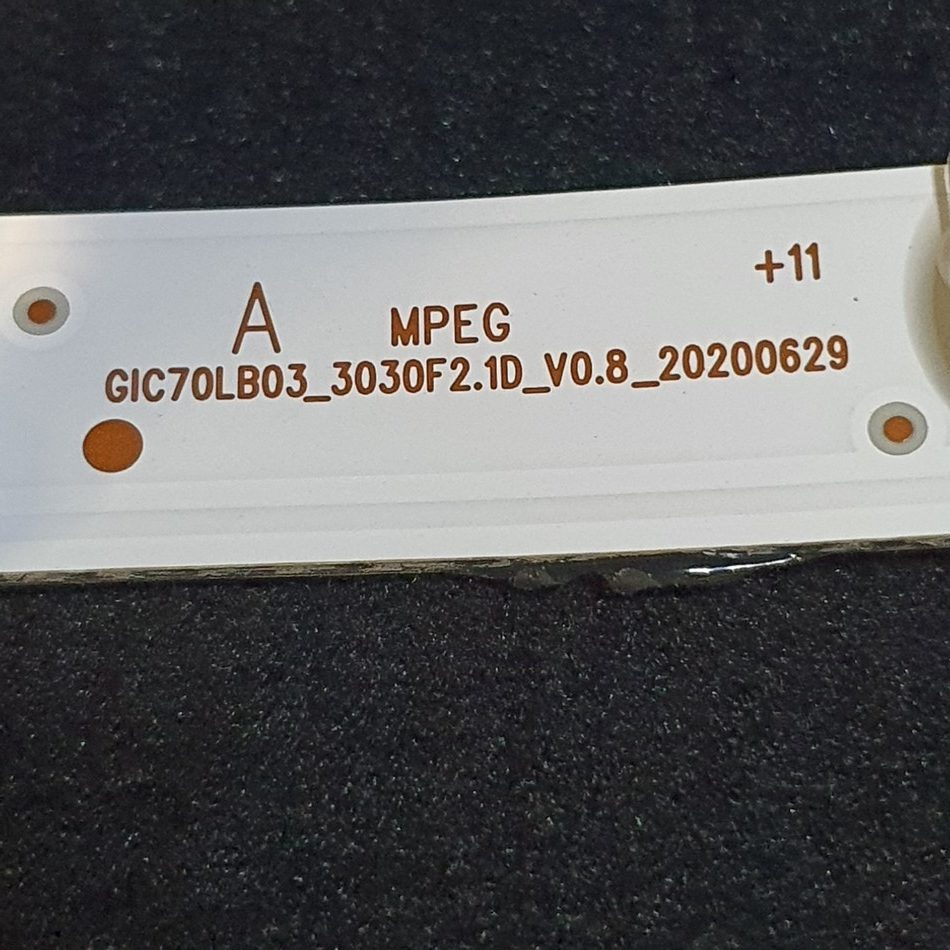 +11
A MPEG
GIC70LB03_3030F2.1D_V0.8_20200629